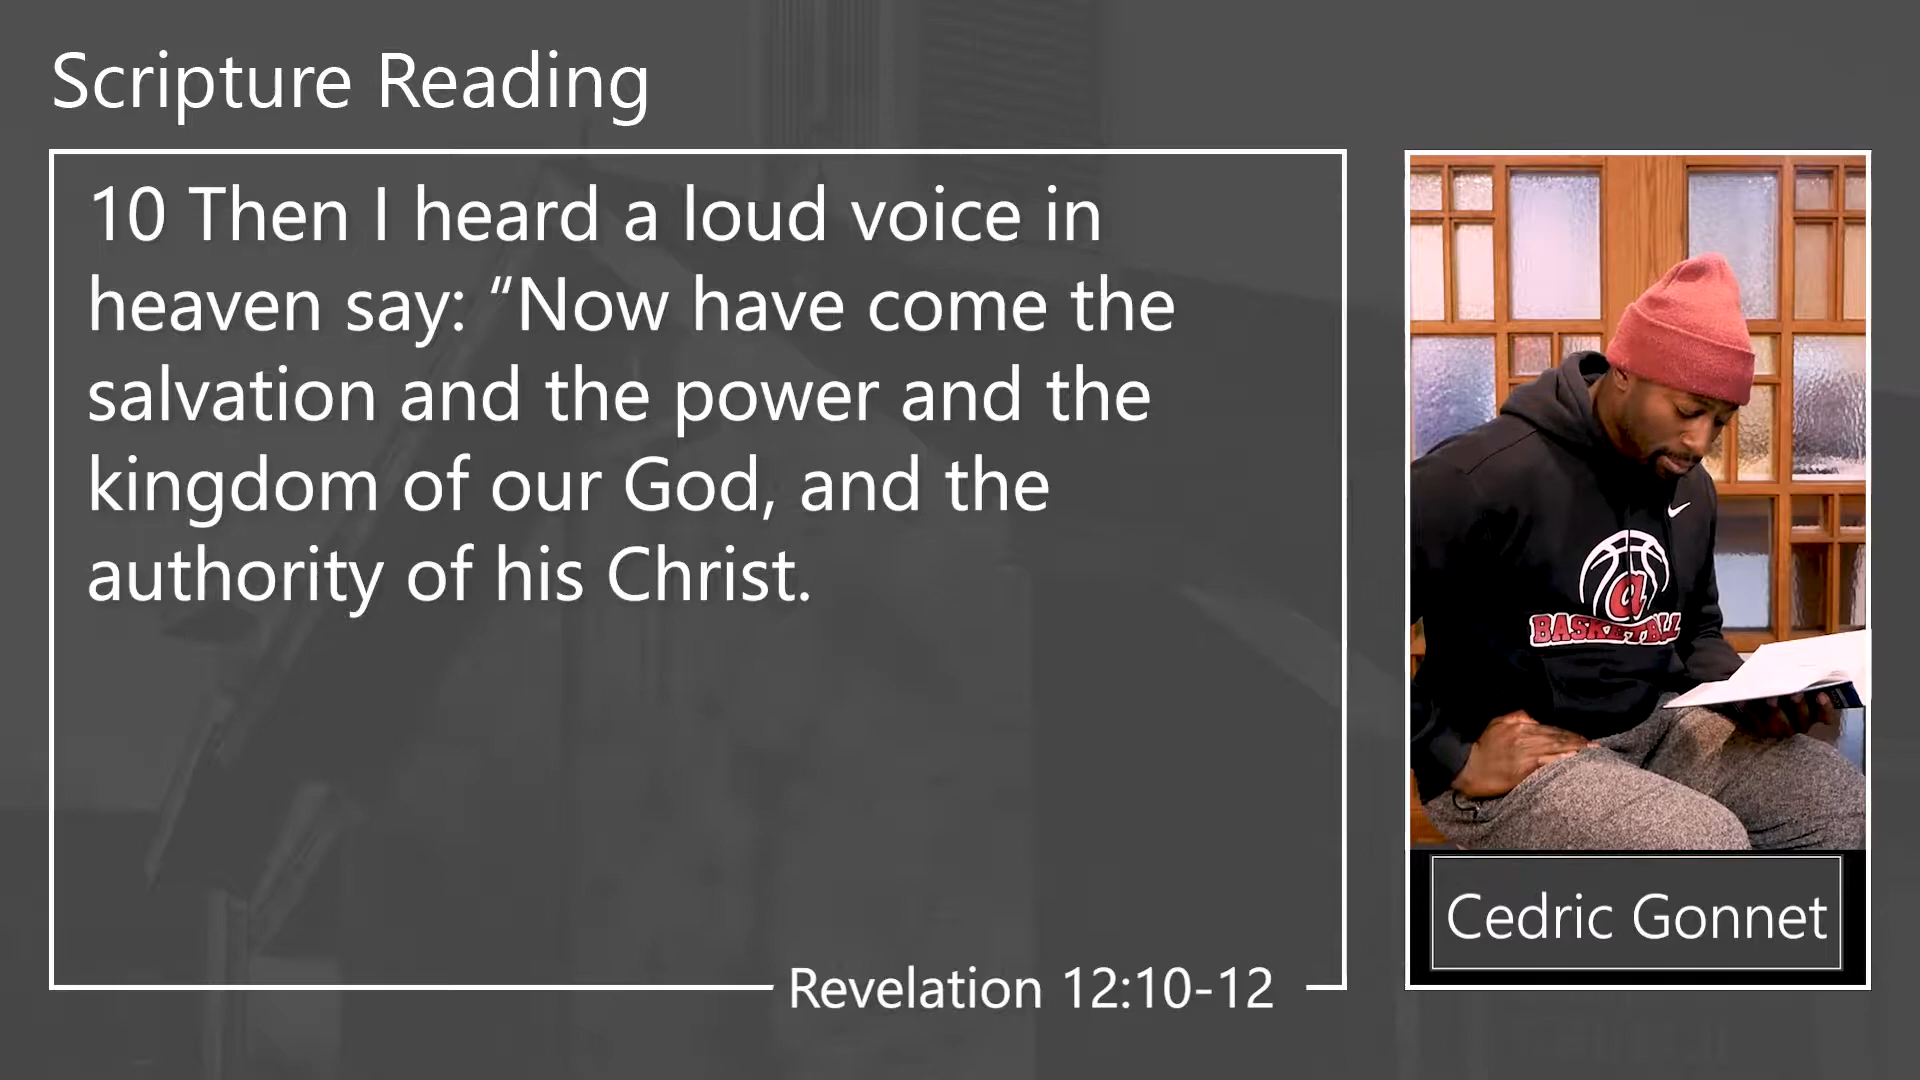 Scripture Reading
10 Then I heard a loud voice in
heaven say: “Now have come the
salvation and the power and the
kingdom of our God, and the
authority of his Christ.
Revelation 12:10-12
a
BASKETBALL
Cedric Gonnet